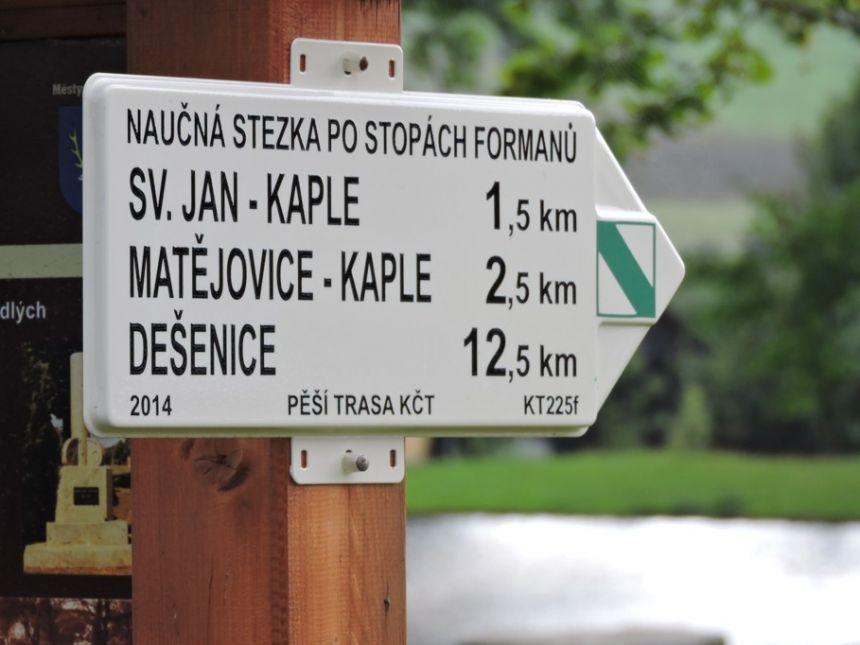 NAUČNÁ STEZKA PO STOPÁCH FORMANŮ
SV. JAN - KAPLE 1,5 km
MATĚJOVICE - KAPLE 2,5 km
DEŠENICE 12,5 km
2014 PĚŠÍ TRASA KČT KT225f